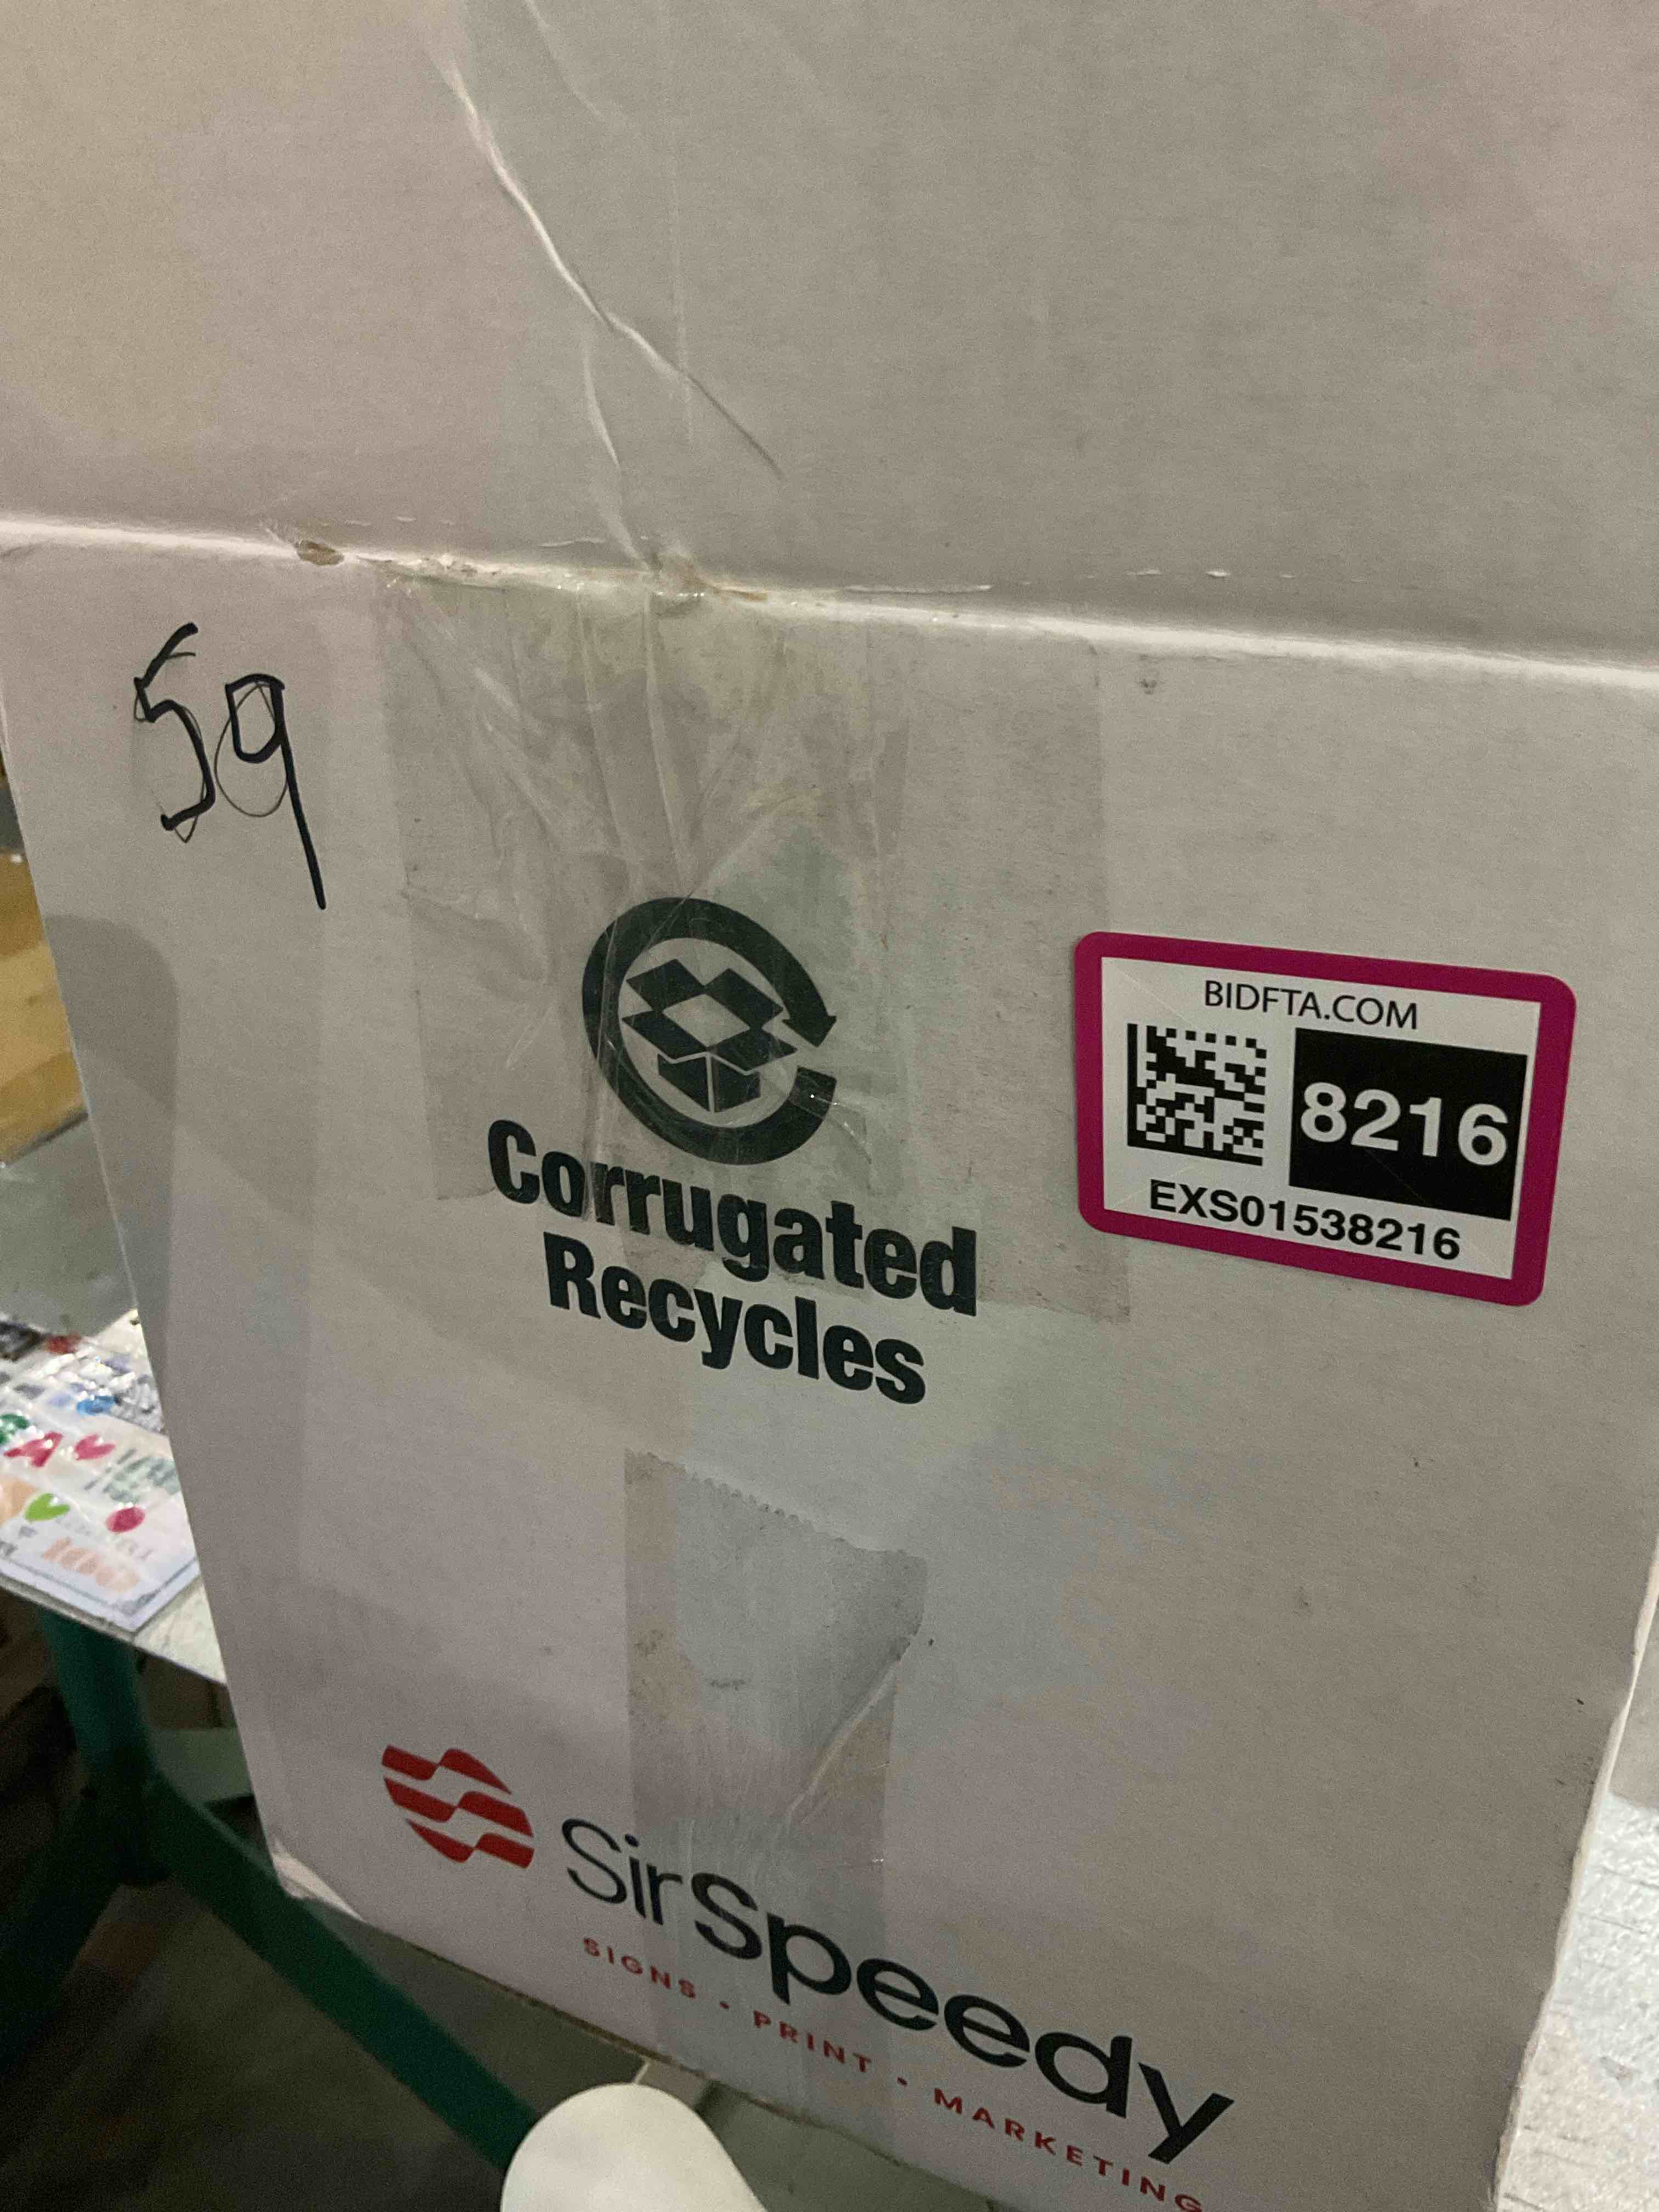 59
BIDFTA.COM
8216
EXS01538216
Corrugated
Recycles
SirSpeedy
SIGNS • PRINT • MARKETING